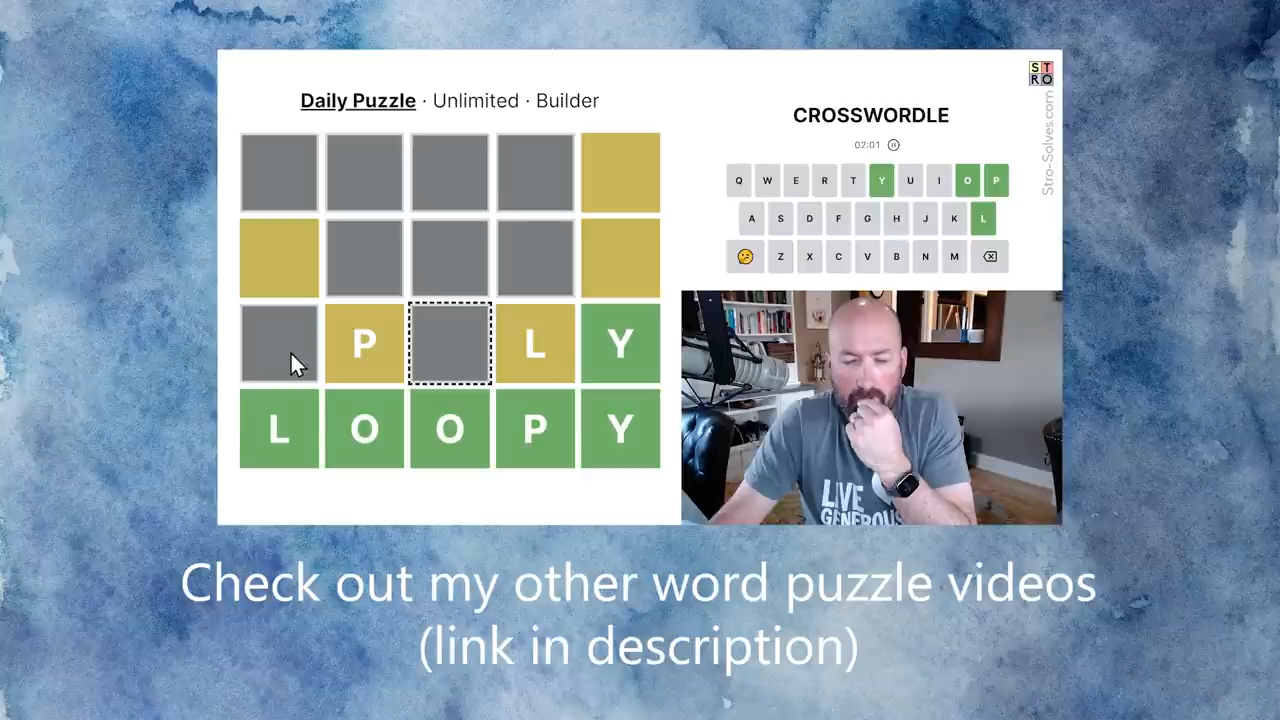 Daily Puzzle · Unlimited · Builder
CROSSWORDLE
02:01
Q W E R T Y U I O P
A S D F G H J K L
Z X C V B N M
P L Y
L O O P Y
S T
R O
Stro-Solves.com
LIVE
GENEROUS
Check out my other word puzzle videos
(link in description)